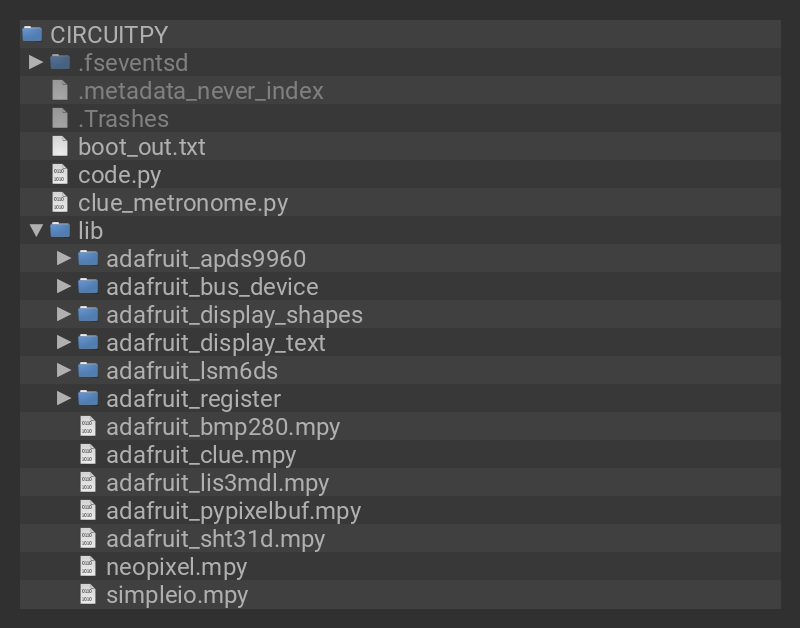 CIRCUITPY
.fseventsd
.metadata_never_index
.Trashes
boot_out.txt
code.py
clue_metronome.py
lib
adafruit_apds9960
adafruit_bus_device
adafruit_display_shapes
adafruit_display_text
adafruit_lsm6ds
adafruit_register
adafruit_bmp280.mpy
adafruit_clue.mpy
adafruit_lis3mdl.mpy
adafruit_pypixelbuf.mpy
adafruit_sht31d.mpy
neopixel.mpy
simpleio.mpy